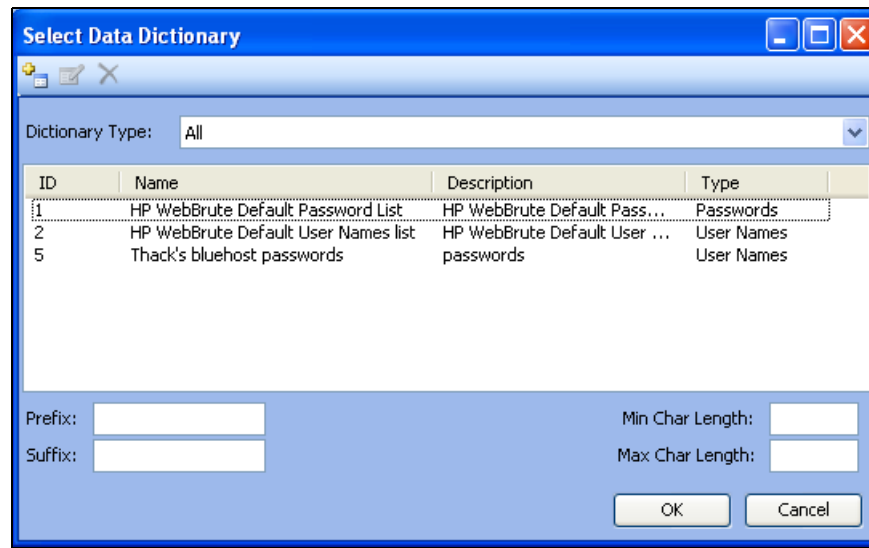 Select Data Dictionary
Dictionary Type: All
ID Name Description Type
1 HP WebBrute Default Password List HP WebBrute Default Pass... Passwords
2 HP WebBrute Default User Names list HP WebBrute Default User ... User Names
5 Thack's bluehost passwords passwords User Names
Prefix: Min Char Length:
Suffix: Max Char Length:
OK Cancel